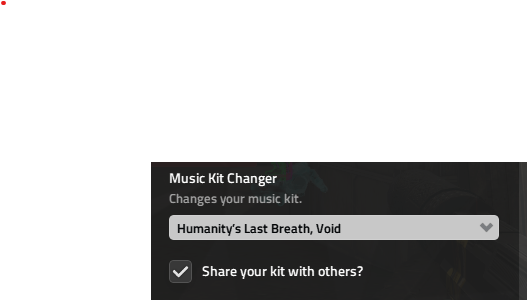 Music Kit Changer
Changes your music kit.
Humanity's Last Breath, Void
Share your kit with others?